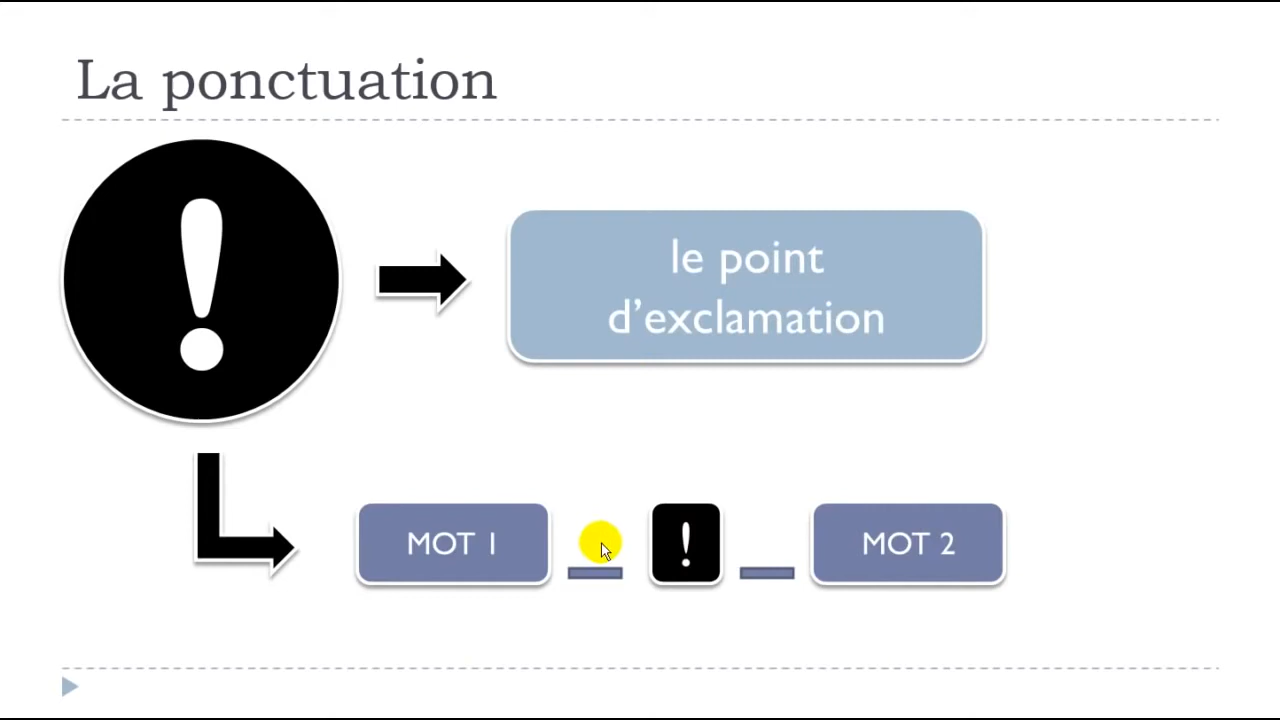 La ponctuation
!
le point
d’exclamation
MOT 1 _ ! _ MOT 2